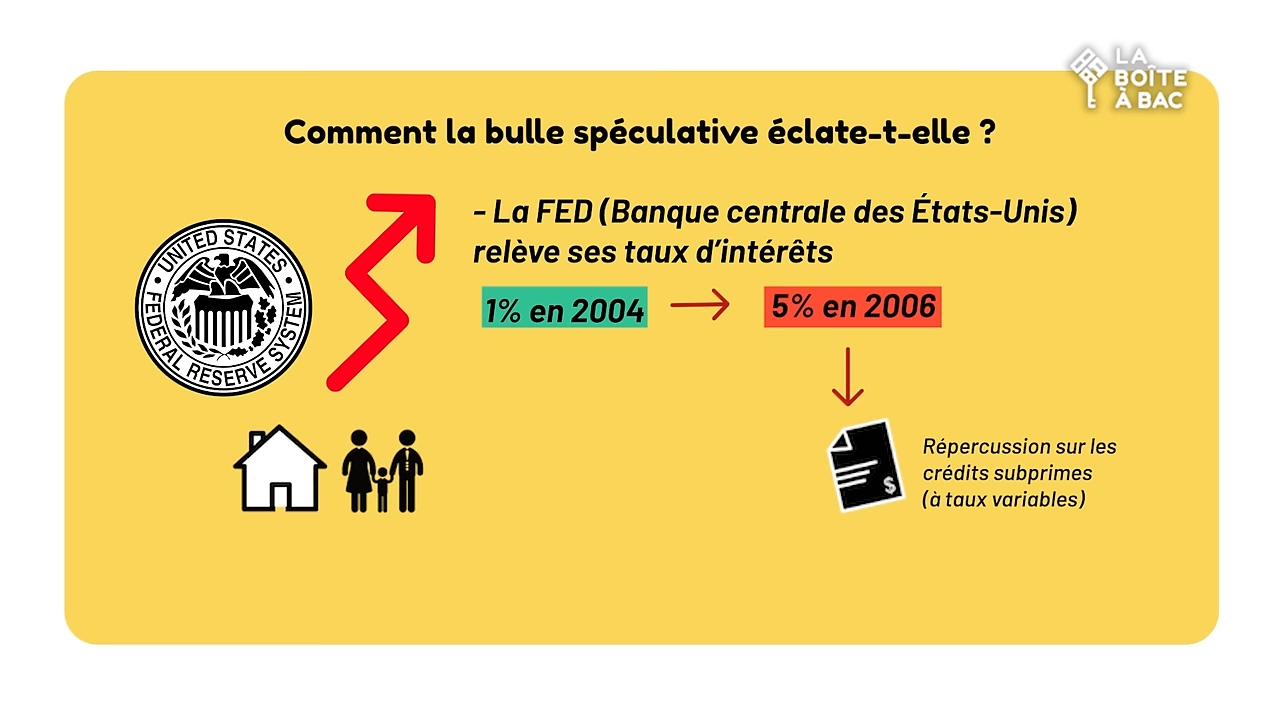 LA
BOÎTE
À BAC
Comment la bulle spéculative éclate-t-elle ?
- La FED (Banque centrale des États-Unis)
relève ses taux d'intérêts
1% en 2004
5% en 2006
UNITED STATES
FEDERAL RESERVE SYSTEM
$
Répercussion sur les
crédits subprimes
(à taux variables)